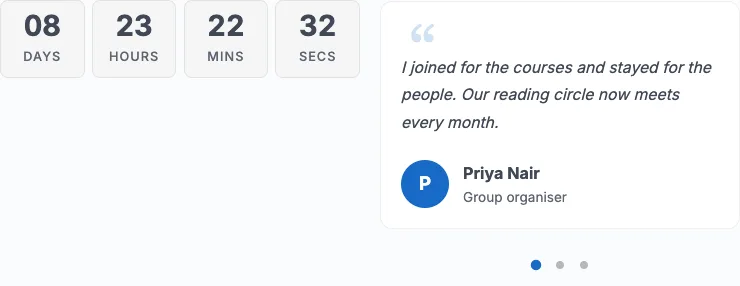 08 23 22 32
DAYS HOURS MINS SECS
“
I joined for the courses and stayed for the
people. Our reading circle now meets
every month.
P
Priya Nair
Group organiser